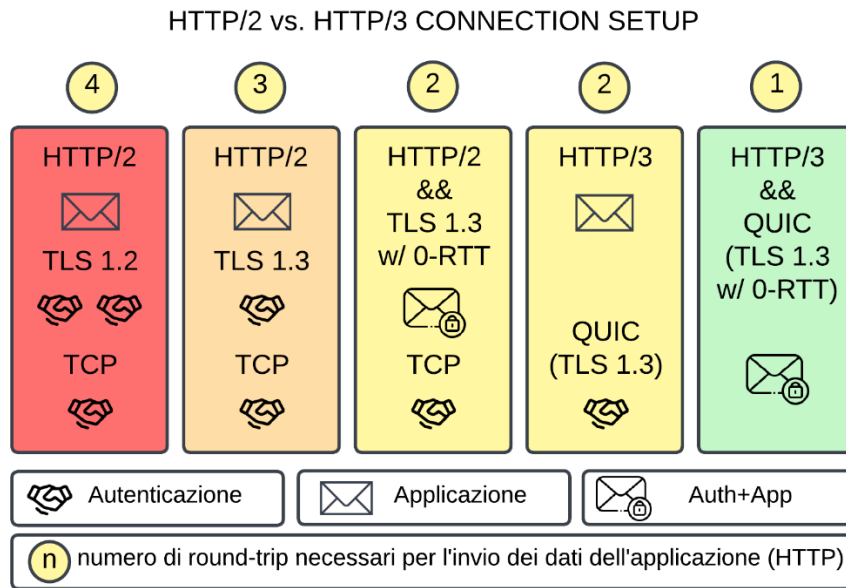 HTTP/2 vs. HTTP/3 CONNECTION SETUP
4
3
2
2
1
HTTP/2
TLS 1.2
TCP
HTTP/2
TLS 1.3
TCP
HTTP/2
&&
TLS 1.3
w/ 0-RTT
TCP
HTTP/3
QUIC
(TLS 1.3)
HTTP/3
&&
QUIC
(TLS 1.3
w/ 0-RTT)
Autenticazione
Applicazione
Auth+App
n numero di round-trip necessari per l'invio dei dati dell'applicazione (HTTP)